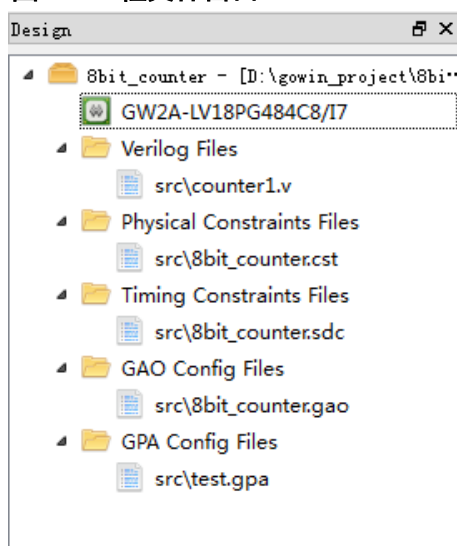 Design
8bit_counter - [D:\gowin_project\8bi··
GW2A-LV18PG484C8/I7
Verilog Files
src\counter1.v
Physical Constraints Files
src\8bit_counter.cst
Timing Constraints Files
src\8bit_counter.sdc
GAO Config Files
src\8bit_counter.gao
GPA Config Files
src\test.gpa